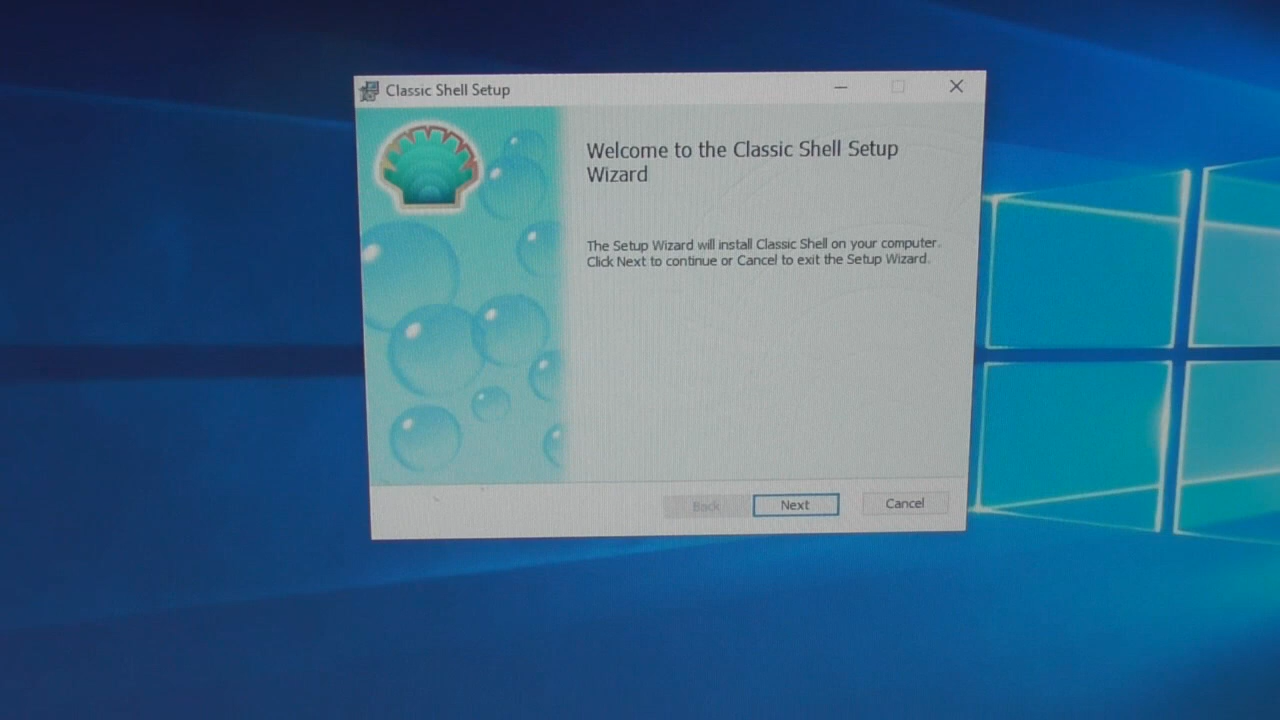 Classic Shell Setup
Welcome to the Classic Shell Setup
Wizard
The Setup Wizard will install Classic Shell on your computer.
Click Next to continue or Cancel to exit the Setup Wizard.
Back
Next
Cancel